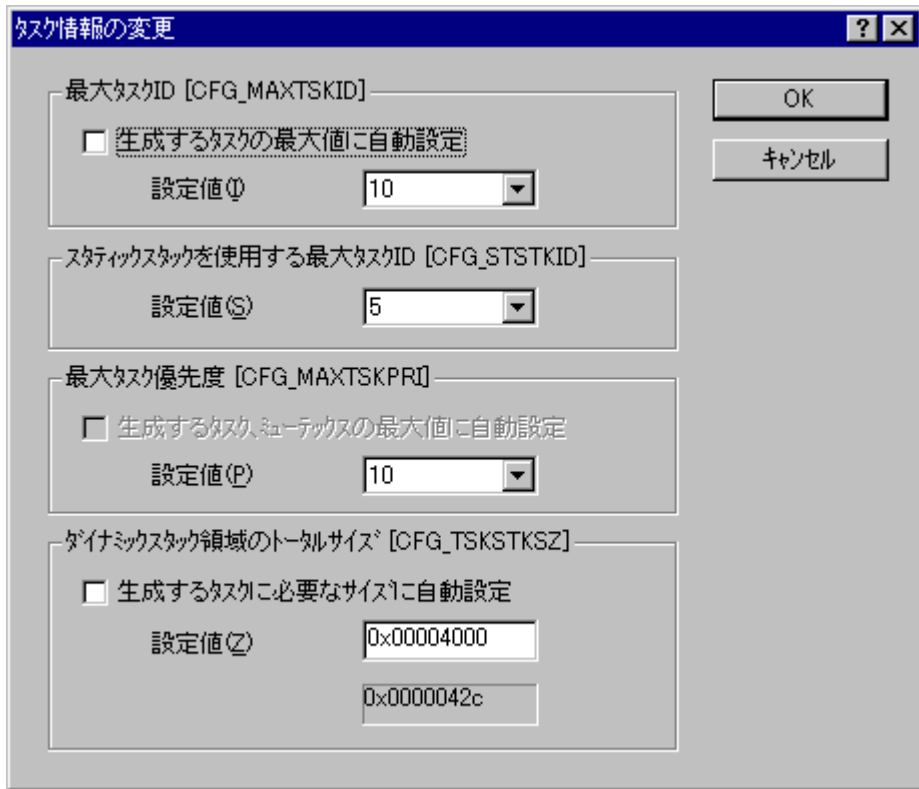 ﾀｽｸ情報の変更
最大ﾀｽｸID [CFG_MAXTSKID]
生成するﾀｽｸの最大値に自動設定
設定値(I)
10
OK
ｷｬﾝｾﾙ
ｽﾀﾃｨｯｸｽﾀｯｸを使用する最大ﾀｽｸID [CFG_STSTKID]
設定値(S)
5
最大ﾀｽｸ優先度 [CFG_MAXTSKPRI]
生成するﾀｽｸ､ﾐｭｰﾃｯｸｽの最大値に自動設定
設定値(P)
10
ﾀﾞｲﾅﾐｯｸｽﾀｯｸ領域のﾄｰﾀﾙｻｲｽﾞ [CFG_TSKSTKSZ]
生成するﾀｽｸに必要なｻｲｽﾞに自動設定
設定値(Z)
0x00004000
0x0000042c